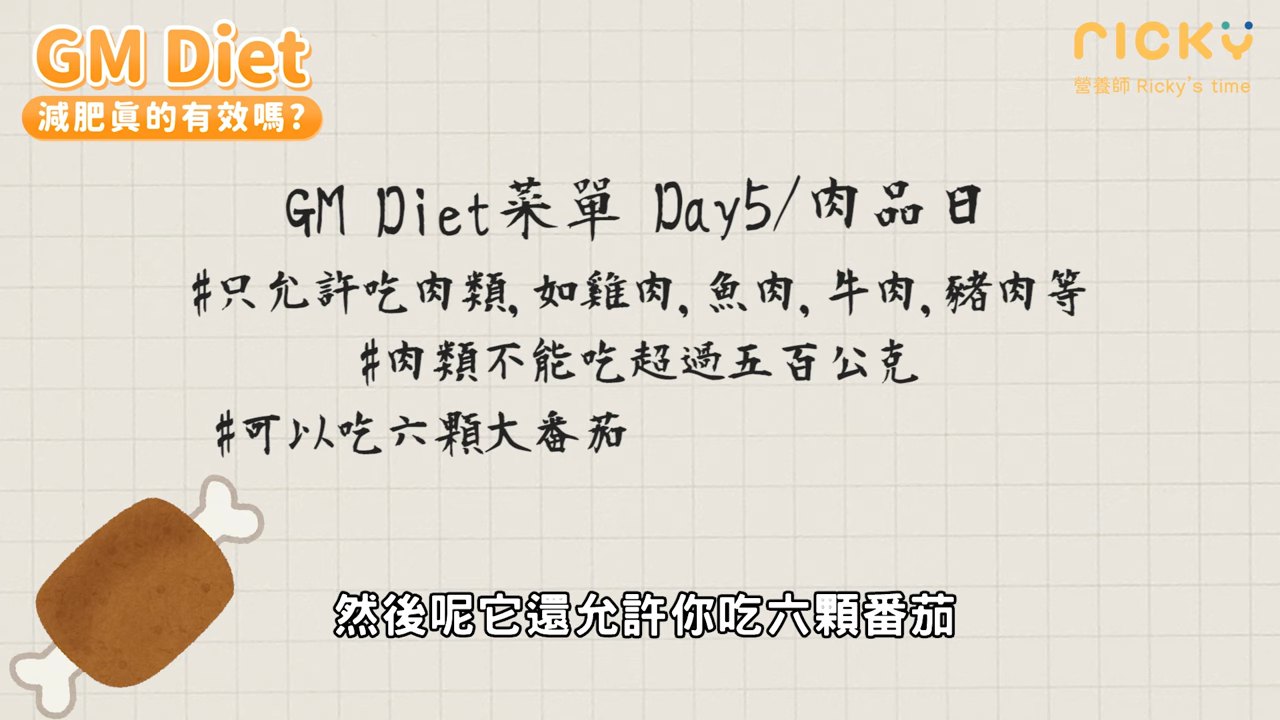 GM Diet
減肥真的有效嗎?
RICKY
營養師 Ricky's time
GM Diet菜單 Day5/肉品日
#只允許吃肉類,如雞肉,魚肉,牛肉,豬肉等
#肉類不能吃超過五百公克
#可以吃六顆大番茄
然後呢它還允許你吃六顆番茄